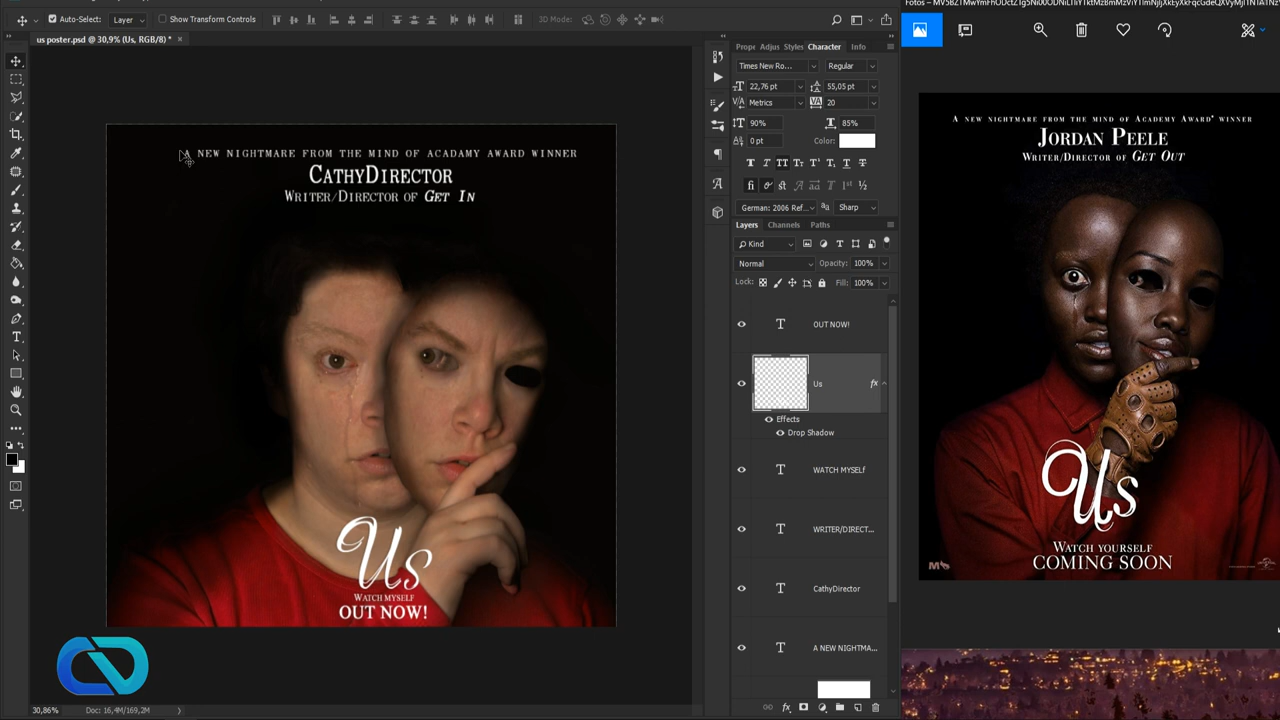 Auto-Select: Layer Show Transform Controls 3D Mode:
us poster.psd @ 30,9% (Us, RGB/8) * ×
A NEW NIGHTMARE FROM THE MIND OF ACADAMY AWARD WINNER
CATHYDIRECTOR
WRITER/DIRECTOR OF GET IN
Us
WATCH MYSELF
OUT NOW!
30,86% Doc: 16,4M/169,2M
Prope Adjus Styles Character Info
Times New Ro... Regular
22,76 pt 55,05 pt
Metrics 20
90% 85%
0 pt Color:
German: 2006 Ref... Sharp
Layers Channels Paths
Kind
Normal Opacity: 100%
Lock: Fill: 100%
OUT NOW!
Us fx
Effects
Drop Shadow
WATCH MYSELF
WRITER/DIRECT...
CathyDirector
A NEW NIGHTMA...
A NEW NIGHTMARE FROM THE MIND OF ACADEMY AWARD® WINNER
JORDAN PEELE
WRITER/DIRECTOR OF GET OUT
Us
WATCH YOURSELF
COMING SOON